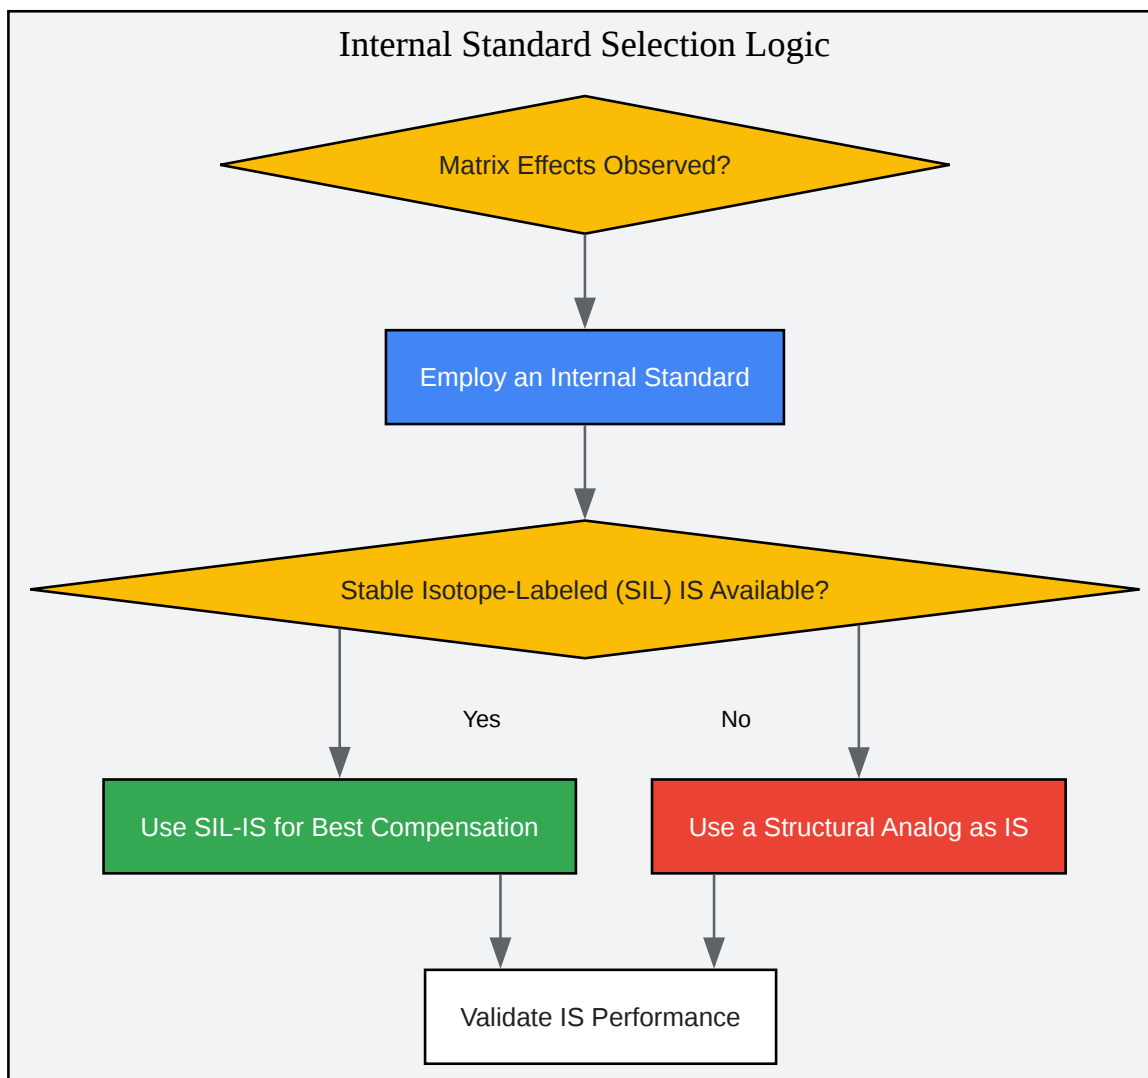 Internal Standard Selection Logic
Matrix Effects Observed?
Employ an Internal Standard
Stable Isotope-Labeled (SIL) IS Available?
Yes
No
Use SIL-IS for Best Compensation
Use a Structural Analog as IS
Validate IS Performance